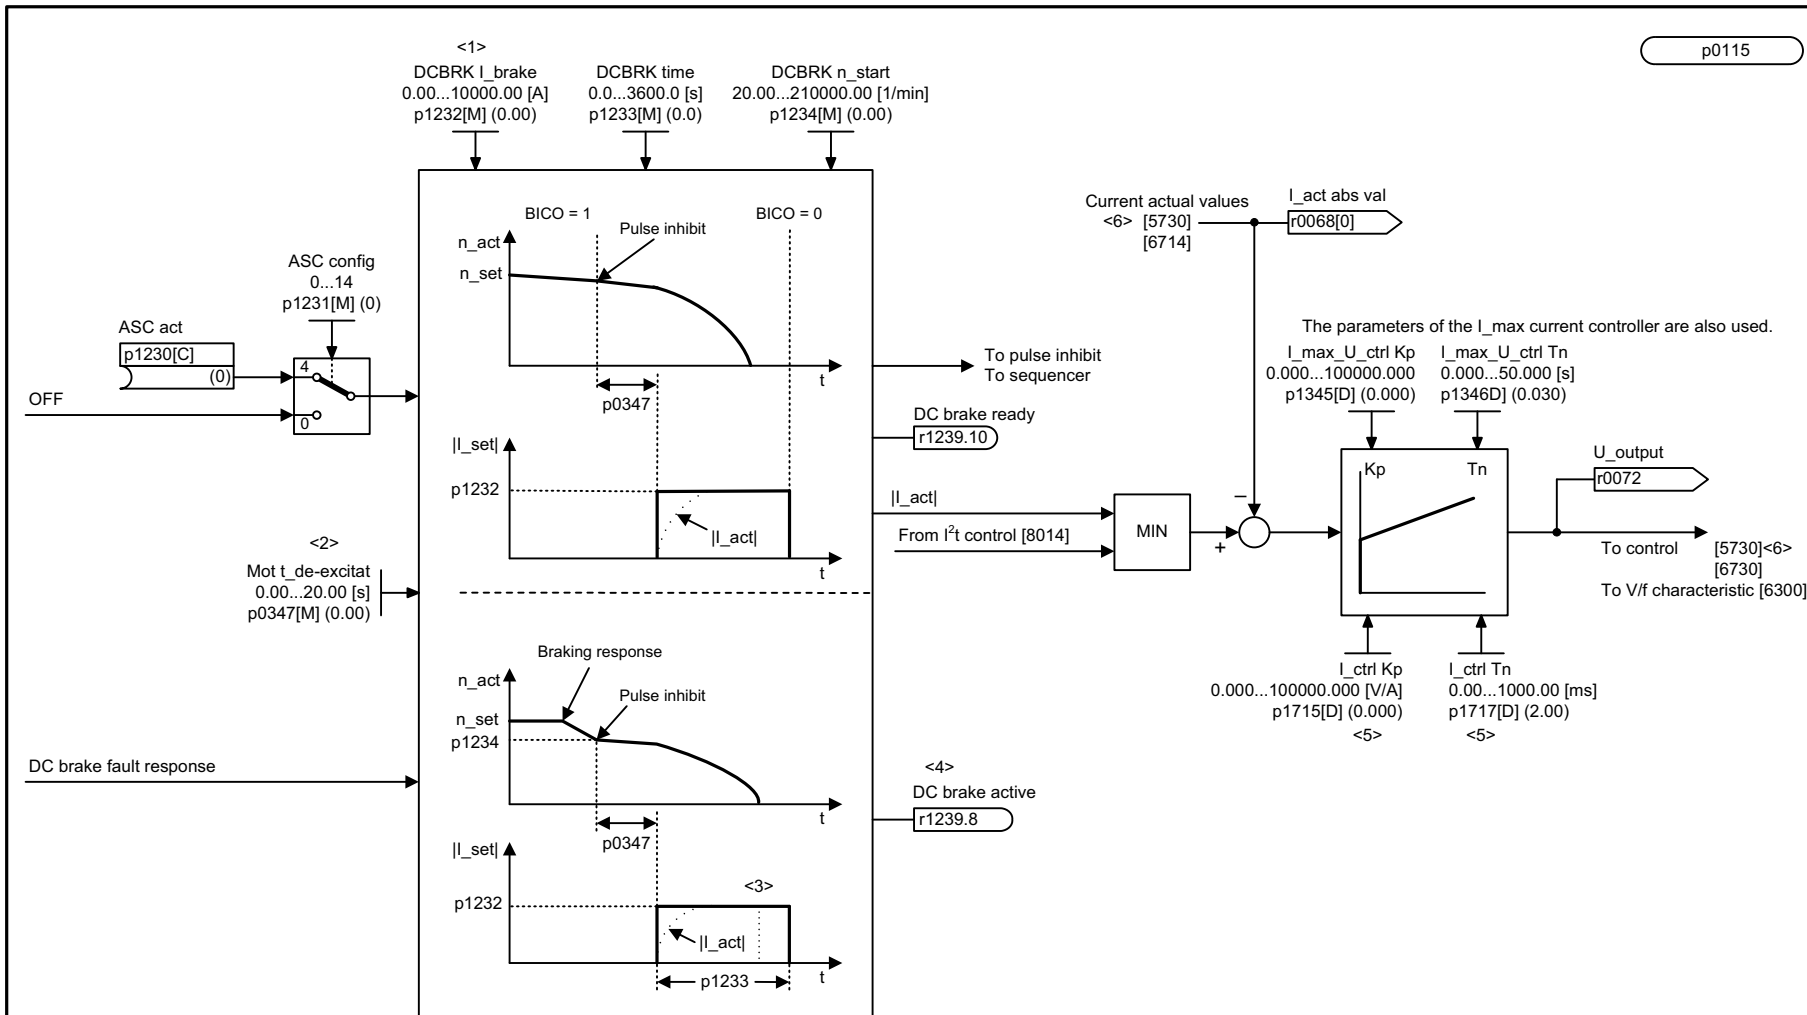 p0115
<1>
DCBRK I_brake
0.00...10000.00 [A]
p1232[M] (0.00)
DCBRK time
0.0...3600.0 [s]
p1233[M] (0.0)
DCBRK n_start
20.00...210000.00 [1/min]
p1234[M] (0.00)
ASC config
0...14
p1231[M] (0)
ASC act
p1230[C]
(0)
4
0
OFF
<2>
Mot t_de-excitat
0.00...20.00 [s]
p0347[M] (0.00)
DC brake fault response
BICO = 1
BICO = 0
Pulse inhibit
n_act
n_set
t
p0347
|I_set|
p1232
|I_act|
t
Braking response
n_act
Pulse inhibit
n_set
p1234
t
p0347
|I_set|
<3>
p1232
|I_act|
t
p1233
To pulse inhibit
To sequencer
DC brake ready
r1239.10
|I_act|
From I²t control [8014]
<4>
DC brake active
r1239.8
MIN
Current actual values
<6> [5730]
[6714]
I_act abs val
r0068[0]
–
+
The parameters of the I_max current controller are also used.
I_max_U_ctrl Kp
0.000...100000.000
p1345[D] (0.000)
I_max_U_ctrl Tn
0.000...50.000 [s]
p1346D] (0.030)
Kp
Tn
I_ctrl Kp
0.000...100000.000 [V/A]
p1715[D] (0.000)
<5>
I_ctrl Tn
0.00...1000.00 [ms]
p1717[D] (2.00)
<5>
U_output
r0072
To control
[5730]<6>
[6730]
To V/f characteristic [6300]